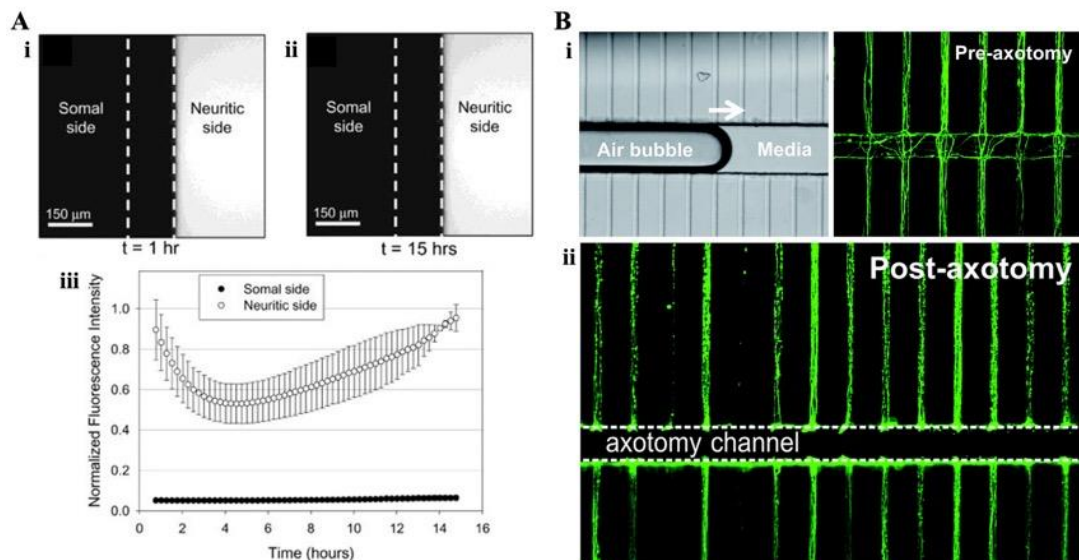 A
i
Somal
side
Neuritic
side
150 μm
t = 1 hr
ii
Somal
side
Neuritic
side
150 μm
t = 15 hrs
iii
Somal side
Neuritic side
Normalized Fluorescence Intensity
1.0
0.8
0.6
0.4
0.2
0.0
0 2 4 6 8 10 12 14 16
Time (hours)
B
i
Air bubble
Media
Pre-axotomy
ii
Post-axotomy
axotomy channel